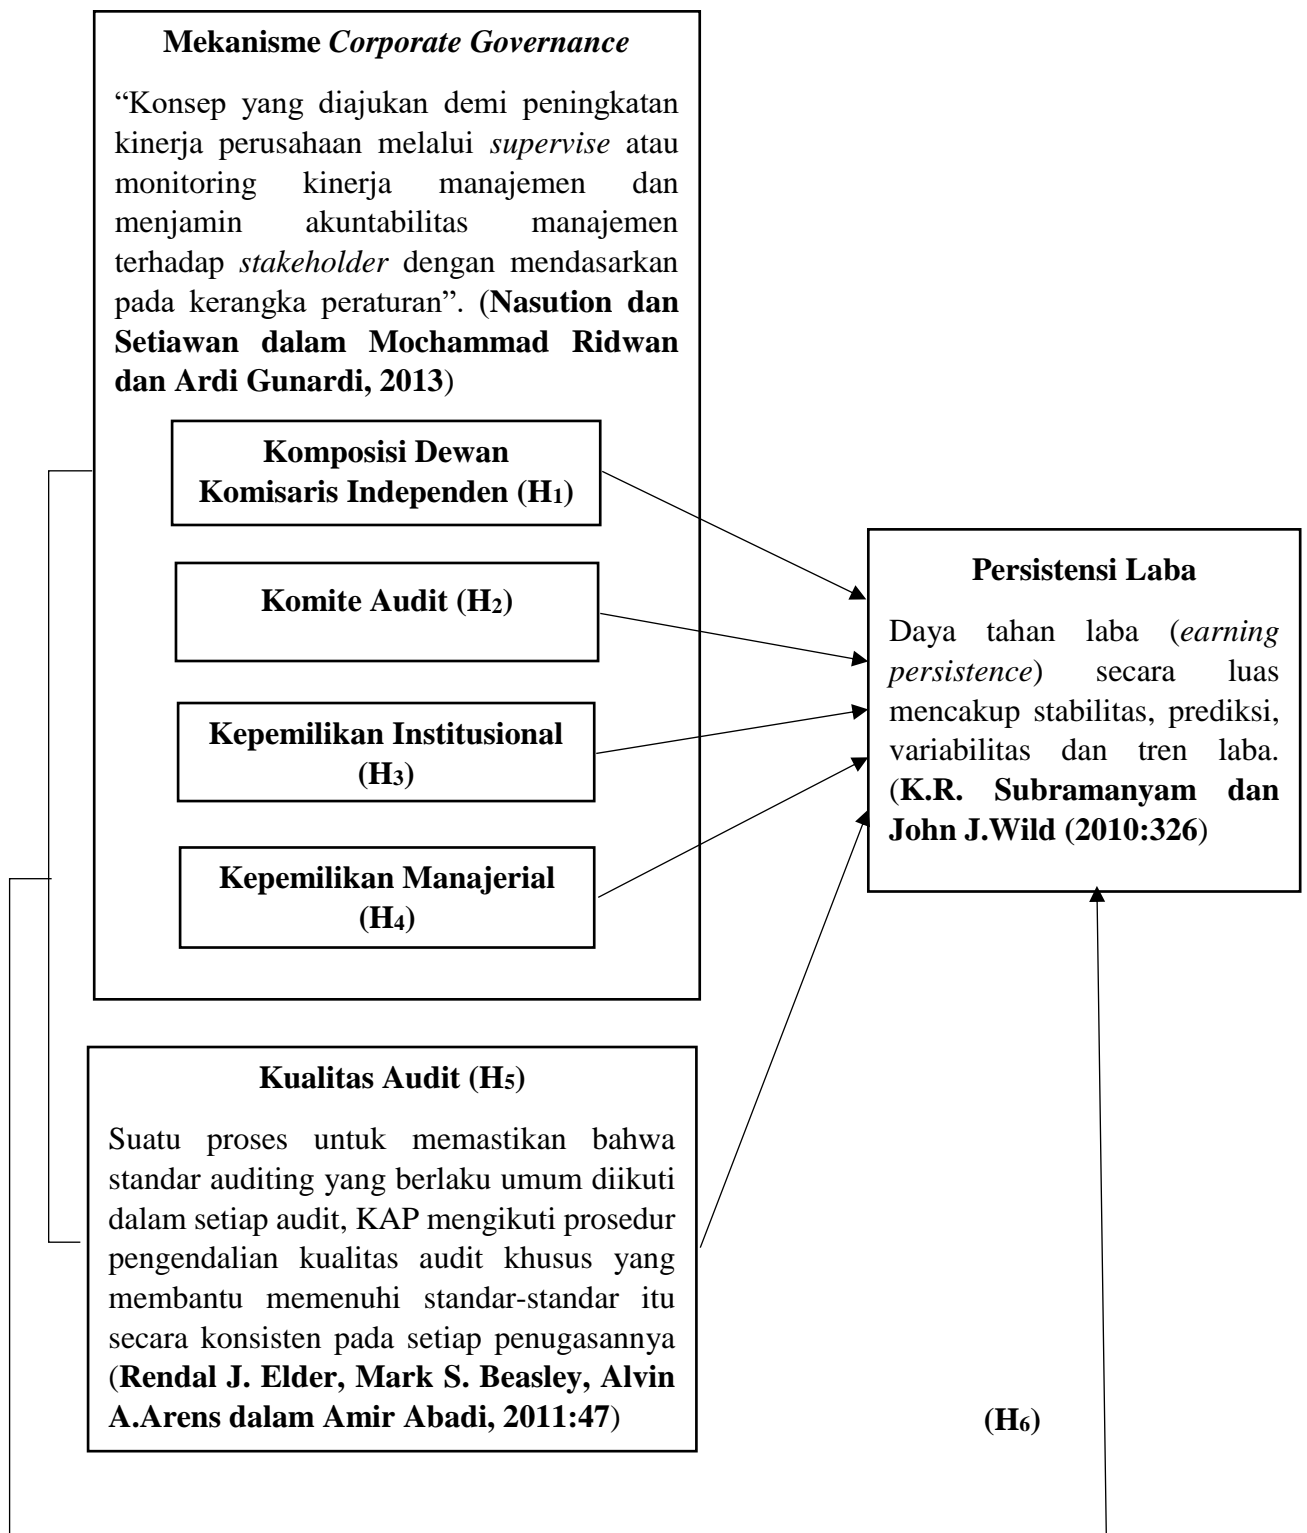 Mekanisme Corporate Governance
“Konsep yang diajukan demi peningkatan
kinerja perusahaan melalui supervise atau
monitoring kinerja manajemen dan
menjamin akuntabilitas manajemen
terhadap stakeholder dengan mendasarkan
pada kerangka peraturan”. (Nasution dan
Setiawan dalam Mochammad Ridwan
dan Ardi Gunardi, 2013)
Komposisi Dewan
Komisaris Independen (H1)
Komite Audit (H2)
Kepemilikan Institusional
(H3)
Kepemilikan Manajerial
(H4)
Persistensi Laba
Daya tahan laba (earning
persistence) secara luas
mencakup stabilitas, prediksi,
variabilitas dan tren laba.
(K.R. Subramanyam dan
John J.Wild (2010:326)
Kualitas Audit (H5)
Suatu proses untuk memastikan bahwa
standar auditing yang berlaku umum diikuti
dalam setiap audit, KAP mengikuti prosedur
pengendalian kualitas audit khusus yang
membantu memenuhi standar-standar itu
secara konsisten pada setiap penugasannya
(Rendal J. Elder, Mark S. Beasley, Alvin
A.Arens dalam Amir Abadi, 2011:47)
(H6)